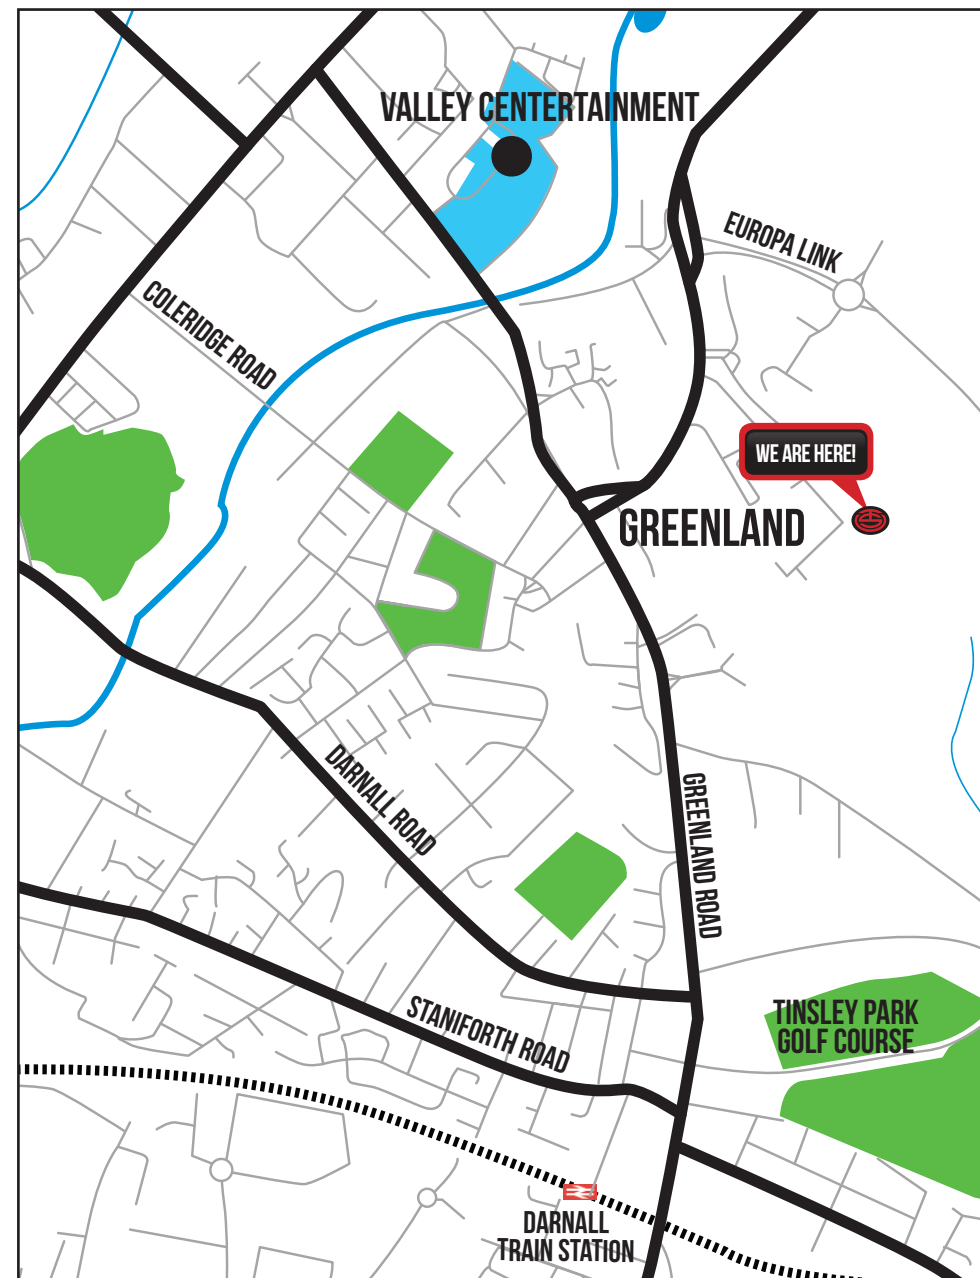 VALLEY CENTERTAINMENT
EUROPA LINK
COLERIDGE ROAD
WE ARE HERE!
GREENLAND
DARNALL ROAD
GREENLAND ROAD
STANIFORTH ROAD
TINSLEY PARK
GOLF COURSE
DARNALL
TRAIN STATION